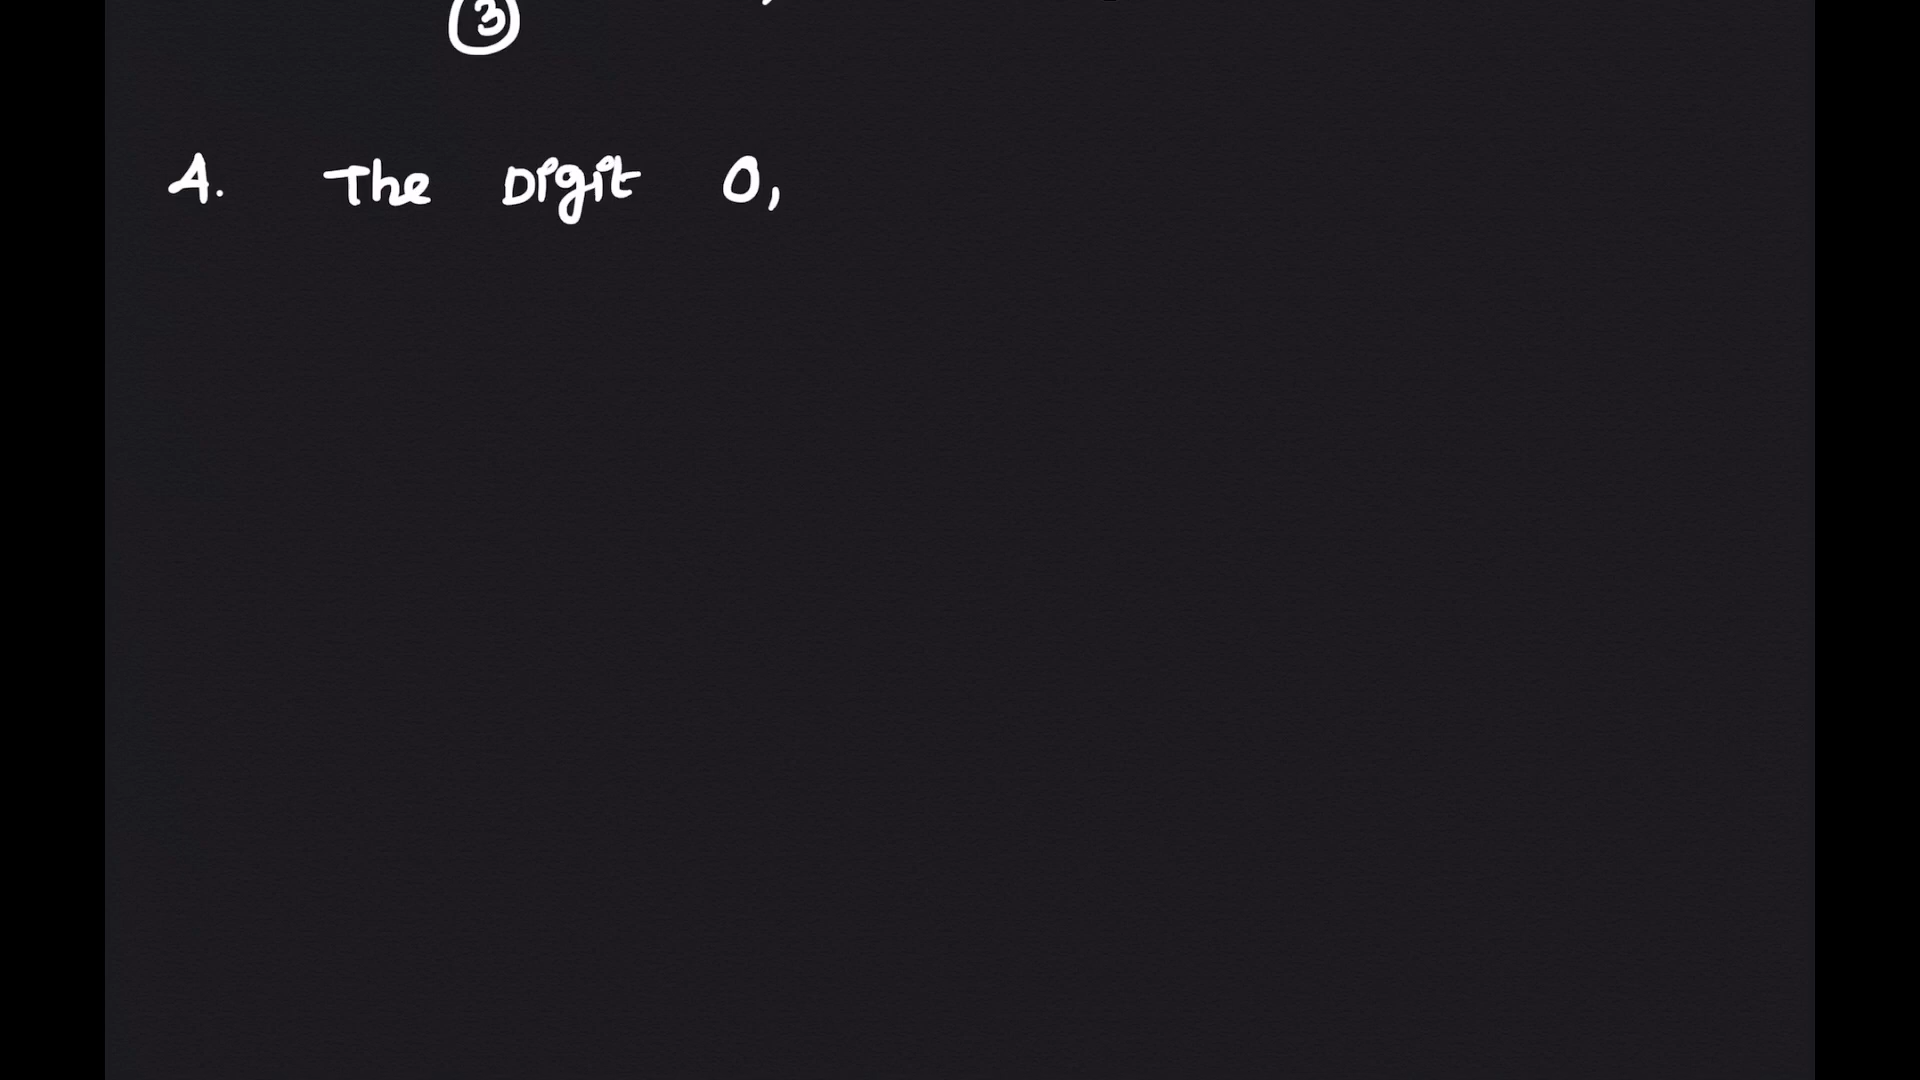 ③
A. The Digit 0,